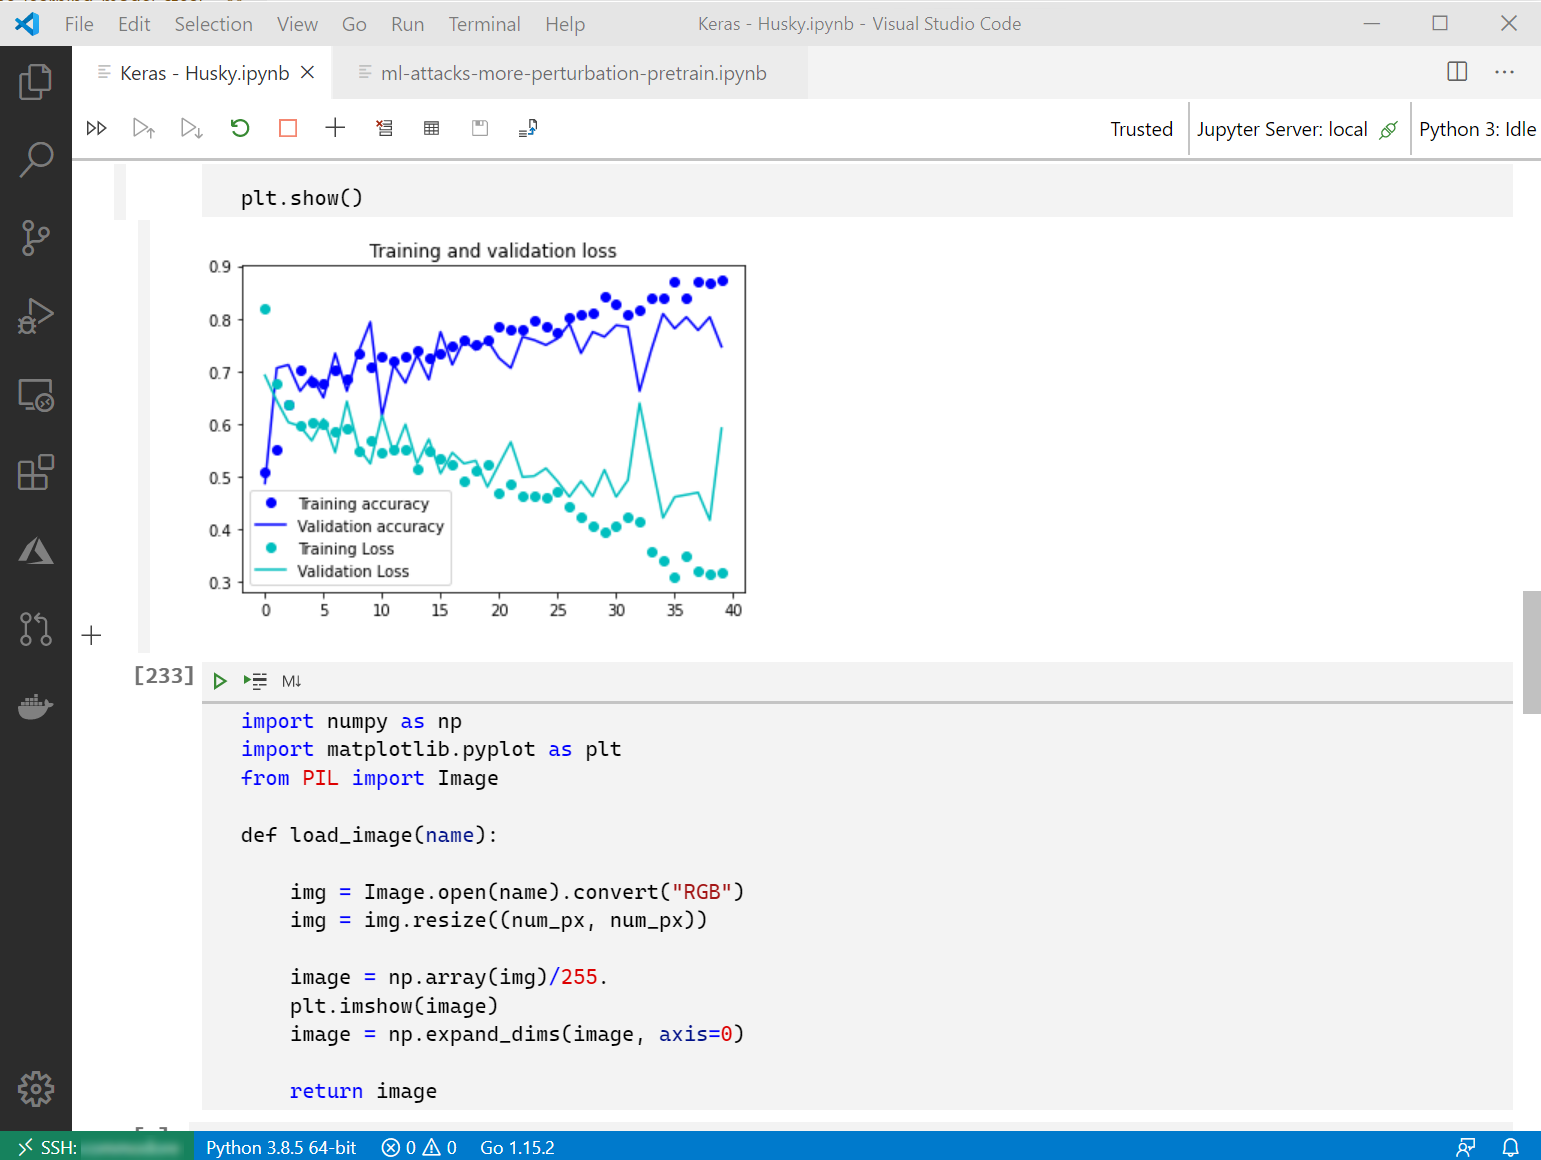 File Edit Selection View Go Run Terminal Help Keras - Husky.ipynb - Visual Studio Code
Keras - Husky.ipynb ml-attacks-more-perturbation-pretrain.ipynb
Trusted Jupyter Server: local Python 3: Idle
plt.show()
Training and validation loss
0.9
0.8
0.7
0.6
0.5
0.4
0.3
Training accuracy
Validation accuracy
Training Loss
Validation Loss
0 5 10 15 20 25 30 35 40
[233] M↓
import numpy as np
import matplotlib.pyplot as plt
from PIL import Image
def load_image(name):
img = Image.open(name).convert("RGB")
img = img.resize((num_px, num_px))
image = np.array(img)/255.
plt.imshow(image)
image = np.expand_dims(image, axis=0)
return image
SSH: Python 3.8.5 64-bit 0 0 Go 1.15.2